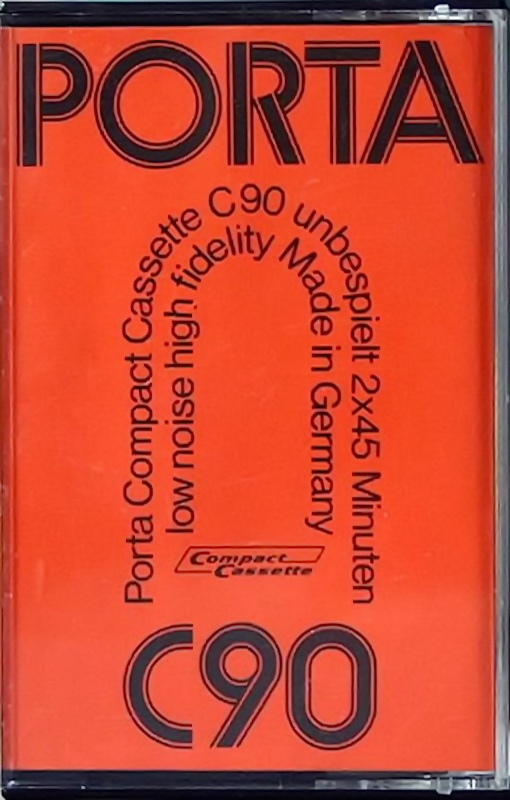 PORTA
Porta Compact Cassette C90 unbespielt 2x45 Minuten
low noise high fidelity Made in Germany
Compact
Cassette
C90